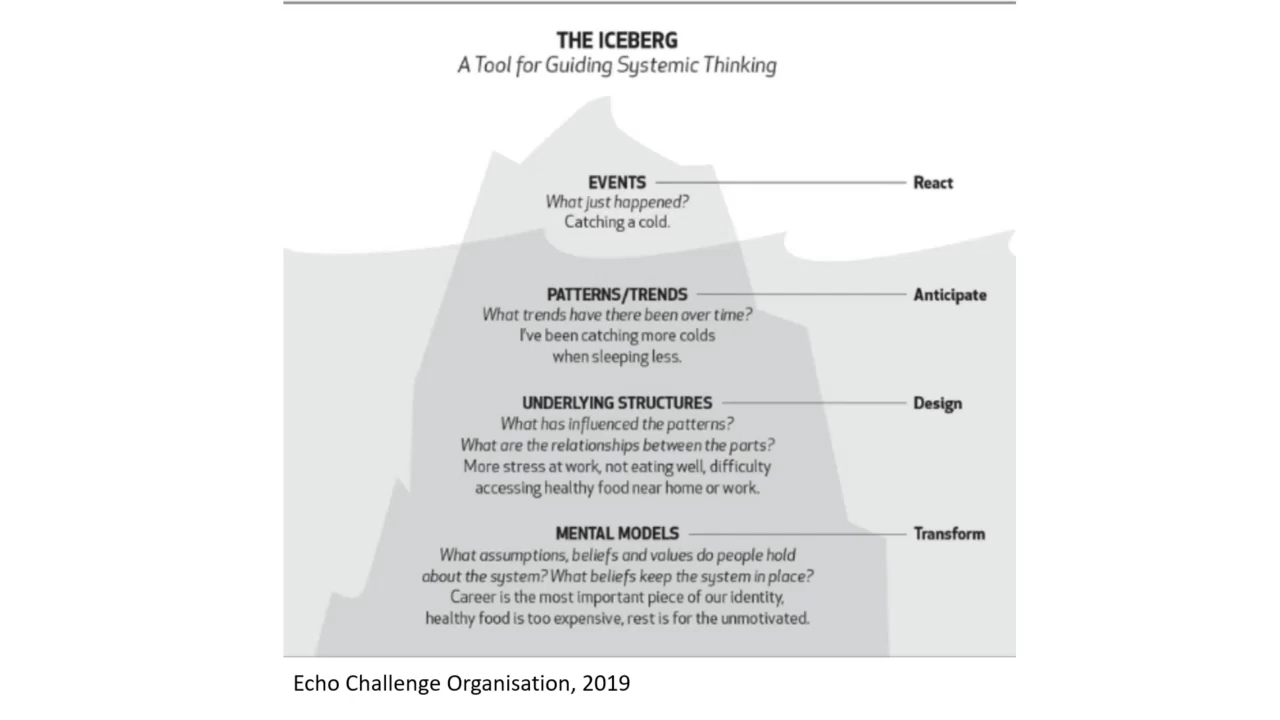 THE ICEBERG
A Tool for Guiding Systemic Thinking
EVENTS
React
What just happened?
Catching a cold.
PATTERNS/TRENDS
Anticipate
What trends have there been over time?
I've been catching more colds
when sleeping less.
UNDERLYING STRUCTURES
Design
What has influenced the patterns?
What are the relationships between the parts?
More stress at work, not eating well, difficulty
accessing healthy food near home or work.
MENTAL MODELS
Transform
What assumptions, beliefs and values do people hold
about the system? What beliefs keep the system in place?
Career is the most important piece of our identity,
healthy food is too expensive, rest is for the unmotivated.
Echo Challenge Organisation, 2019